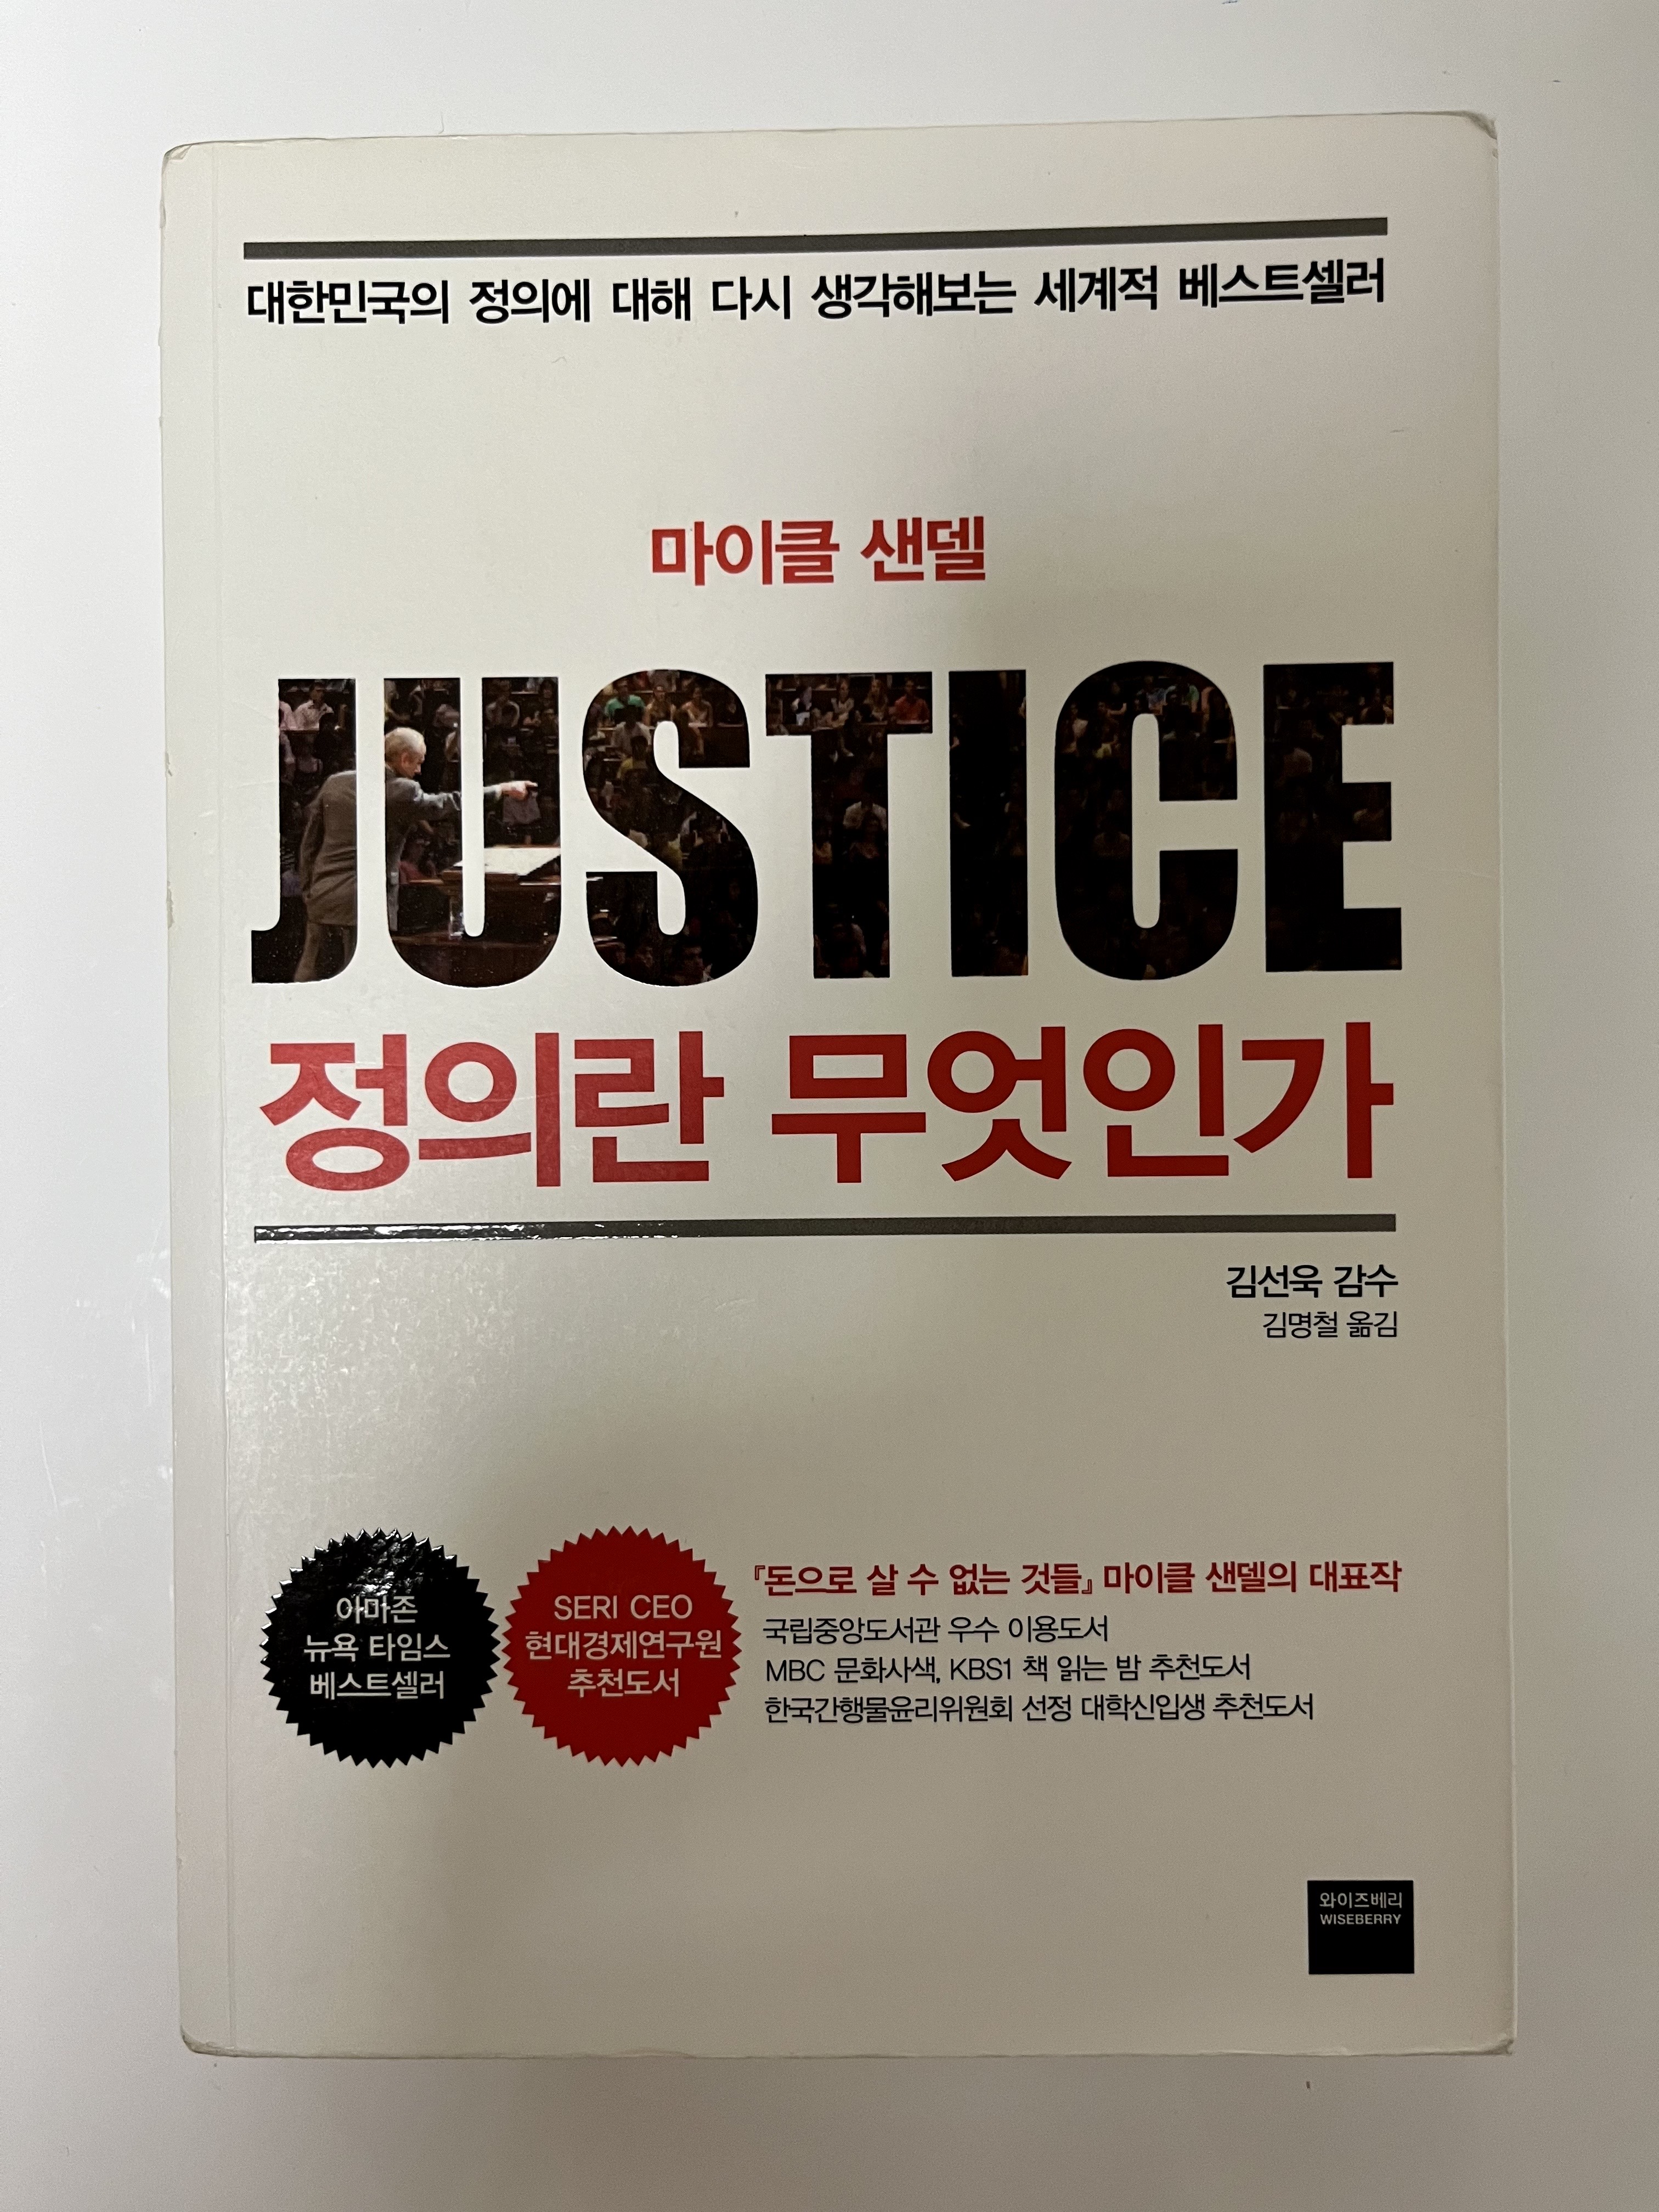 대한민국의 정의에 대해 다시 생각해보는 세계적 베스트셀러
마이클 샌델
JUSTICE
정의란 무엇인가
김선욱 감수
김명철 옮김
아마존
뉴욕 타임스
베스트셀러
SERI CEO
현대경제연구원
추천도서
『돈으로 살 수 없는 것들』 마이클 샌델의 대표작
국립중앙도서관 우수 이용도서
MBC 문화사색, KBS1 책 읽는 밤 추천도서
한국간행물윤리위원회 선정 대학신입생 추천도서
와이즈베리
WISEBERRY